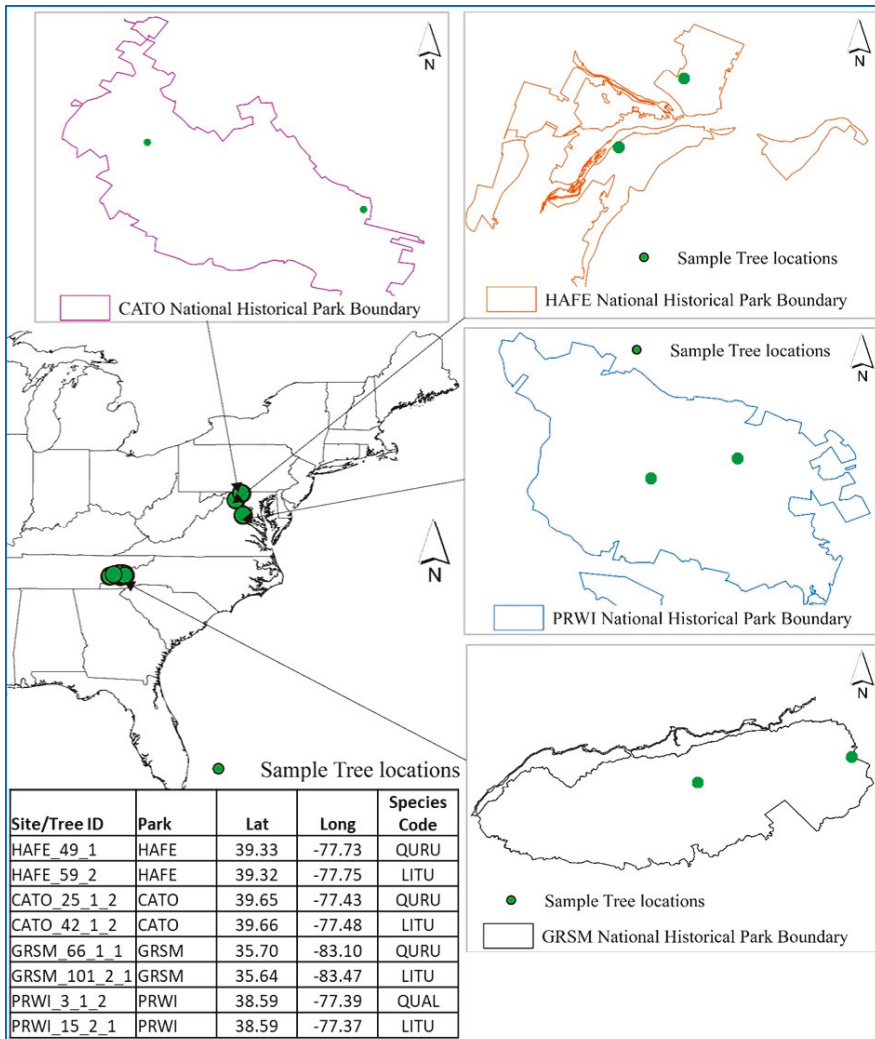 N
CATO National Historical Park Boundary
N
Sample Tree locations
HAFE National Historical Park Boundary
Sample Tree locations
N
PRWI National Historical Park Boundary
N
Sample Tree locations
N
Sample Tree locations
GRSM National Historical Park Boundary
Site/Tree ID Park Lat Long Species Code
HAFE_49_1 HAFE 39.33 -77.73 QURU
HAFE_59_2 HAFE 39.32 -77.75 LITU
CATO_25_1_2 CATO 39.65 -77.43 QURU
CATO_42_1_2 CATO 39.66 -77.48 LITU
GRSM_66_1_1 GRSM 35.70 -83.10 QURU
GRSM_101_2_1 GRSM 35.64 -83.47 LITU
PRWI_3_1_2 PRWI 38.59 -77.39 QUAL
PRWI_15_2_1 PRWI 38.59 -77.37 LITU